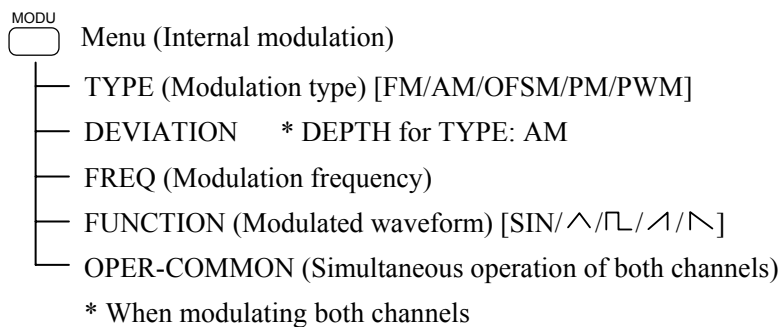 MODU
Menu (Internal modulation)
TYPE (Modulation type) [FM/AM/OFSM/PM/PWM]
DEVIATION * DEPTH for TYPE: AM
FREQ (Modulation frequency)
FUNCTION (Modulated waveform) [SIN/ / / / ]
OPER-COMMON (Simultaneous operation of both channels)
* When modulating both channels